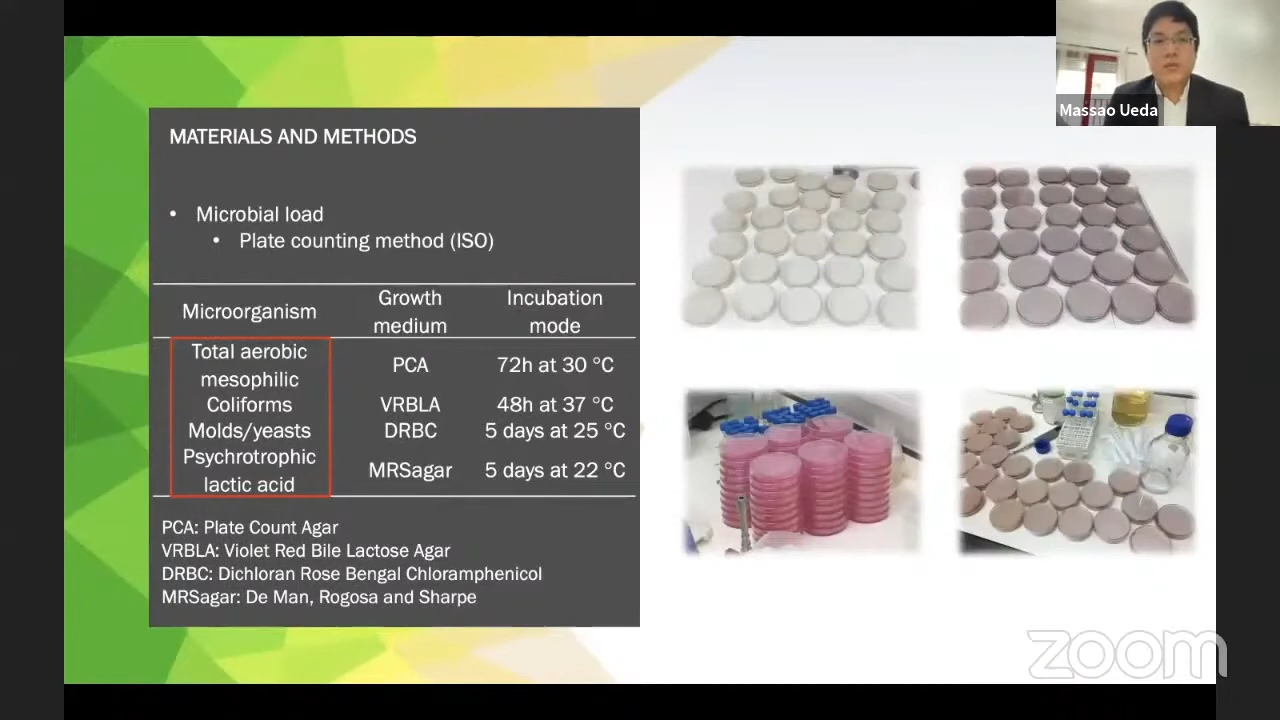 Massao Ueda
MATERIALS AND METHODS
• Microbial load
• Plate counting method (ISO)
Microorganism Growth medium Incubation mode
Total aerobic mesophilic PCA 72h at 30 °C
Coliforms VRBLA 48h at 37 °C
Molds/yeasts DRBC 5 days at 25 °C
Psychrotrophic lactic acid MRSagar 5 days at 22 °C
PCA: Plate Count Agar
VRBLA: Violet Red Bile Lactose Agar
DRBC: Dichloran Rose Bengal Chloramphenicol
MRSagar: De Man, Rogosa and Sharpe
zoom